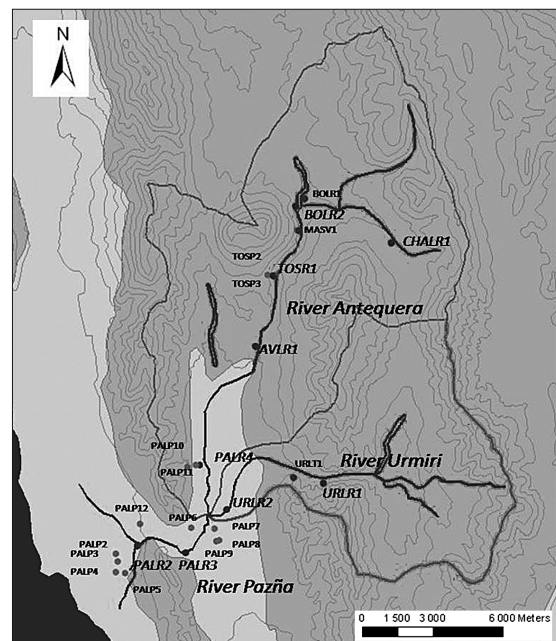 N
BOLR1
BOLR2
MASV1
CHALR1
TOSP2
TOSR1
TOSP3
River Antequera
AVLR1
PALP10
PALR4
River Urmiri
PALP11
URLT1
URLR1
URLR2
PALP12
PALP6
PALP7
PALP2
PALP8
PALP3
PALP9
PALR2
PALR3
PALP4
PALP5
River Pazña
0 1 500 3 000 6 000 Meters